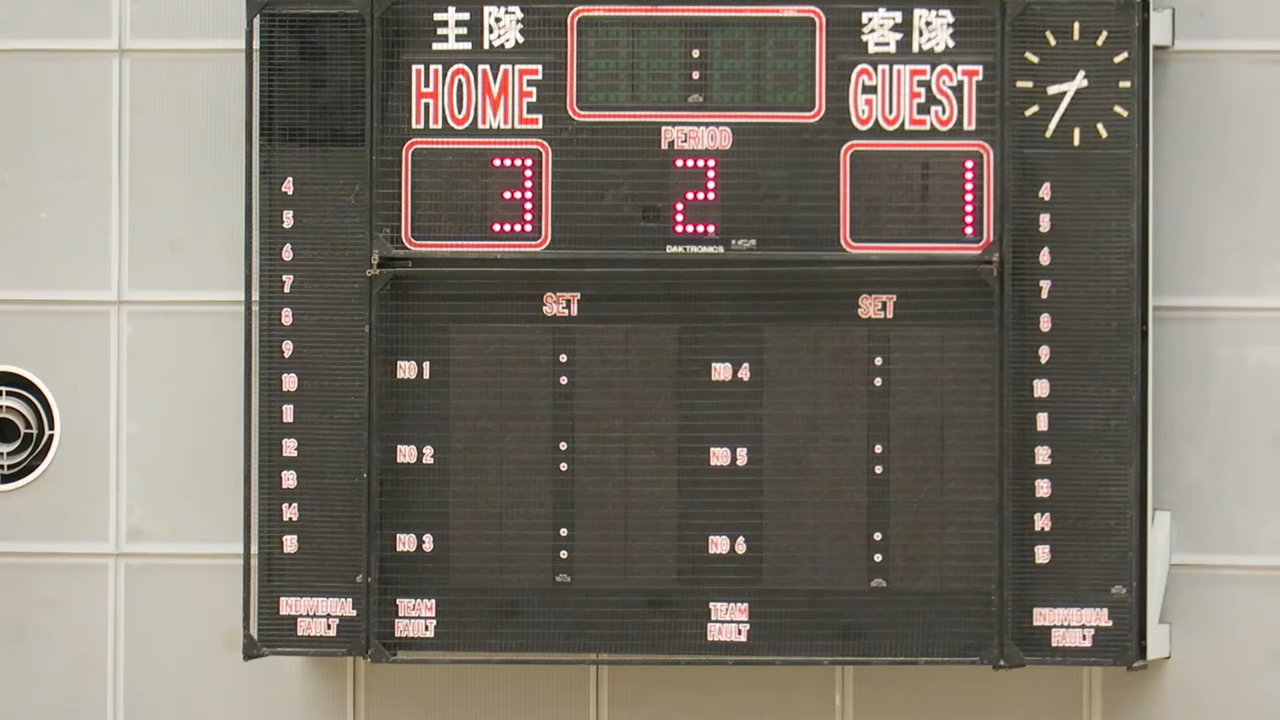 主隊
客隊
HOME
GUEST
PERIOD
3
2
1
DAKTRONICS
4
5
6
7
8
9
10
11
12
13
14
15
INDIVIDUAL
FAULT
SET
SET
NO 1
NO 4
NO 2
NO 5
NO 3
NO 6
TEAM
FAULT
TEAM
FAULT
4
5
6
7
8
9
10
11
12
13
14
15
INDIVIDUAL
FAULT